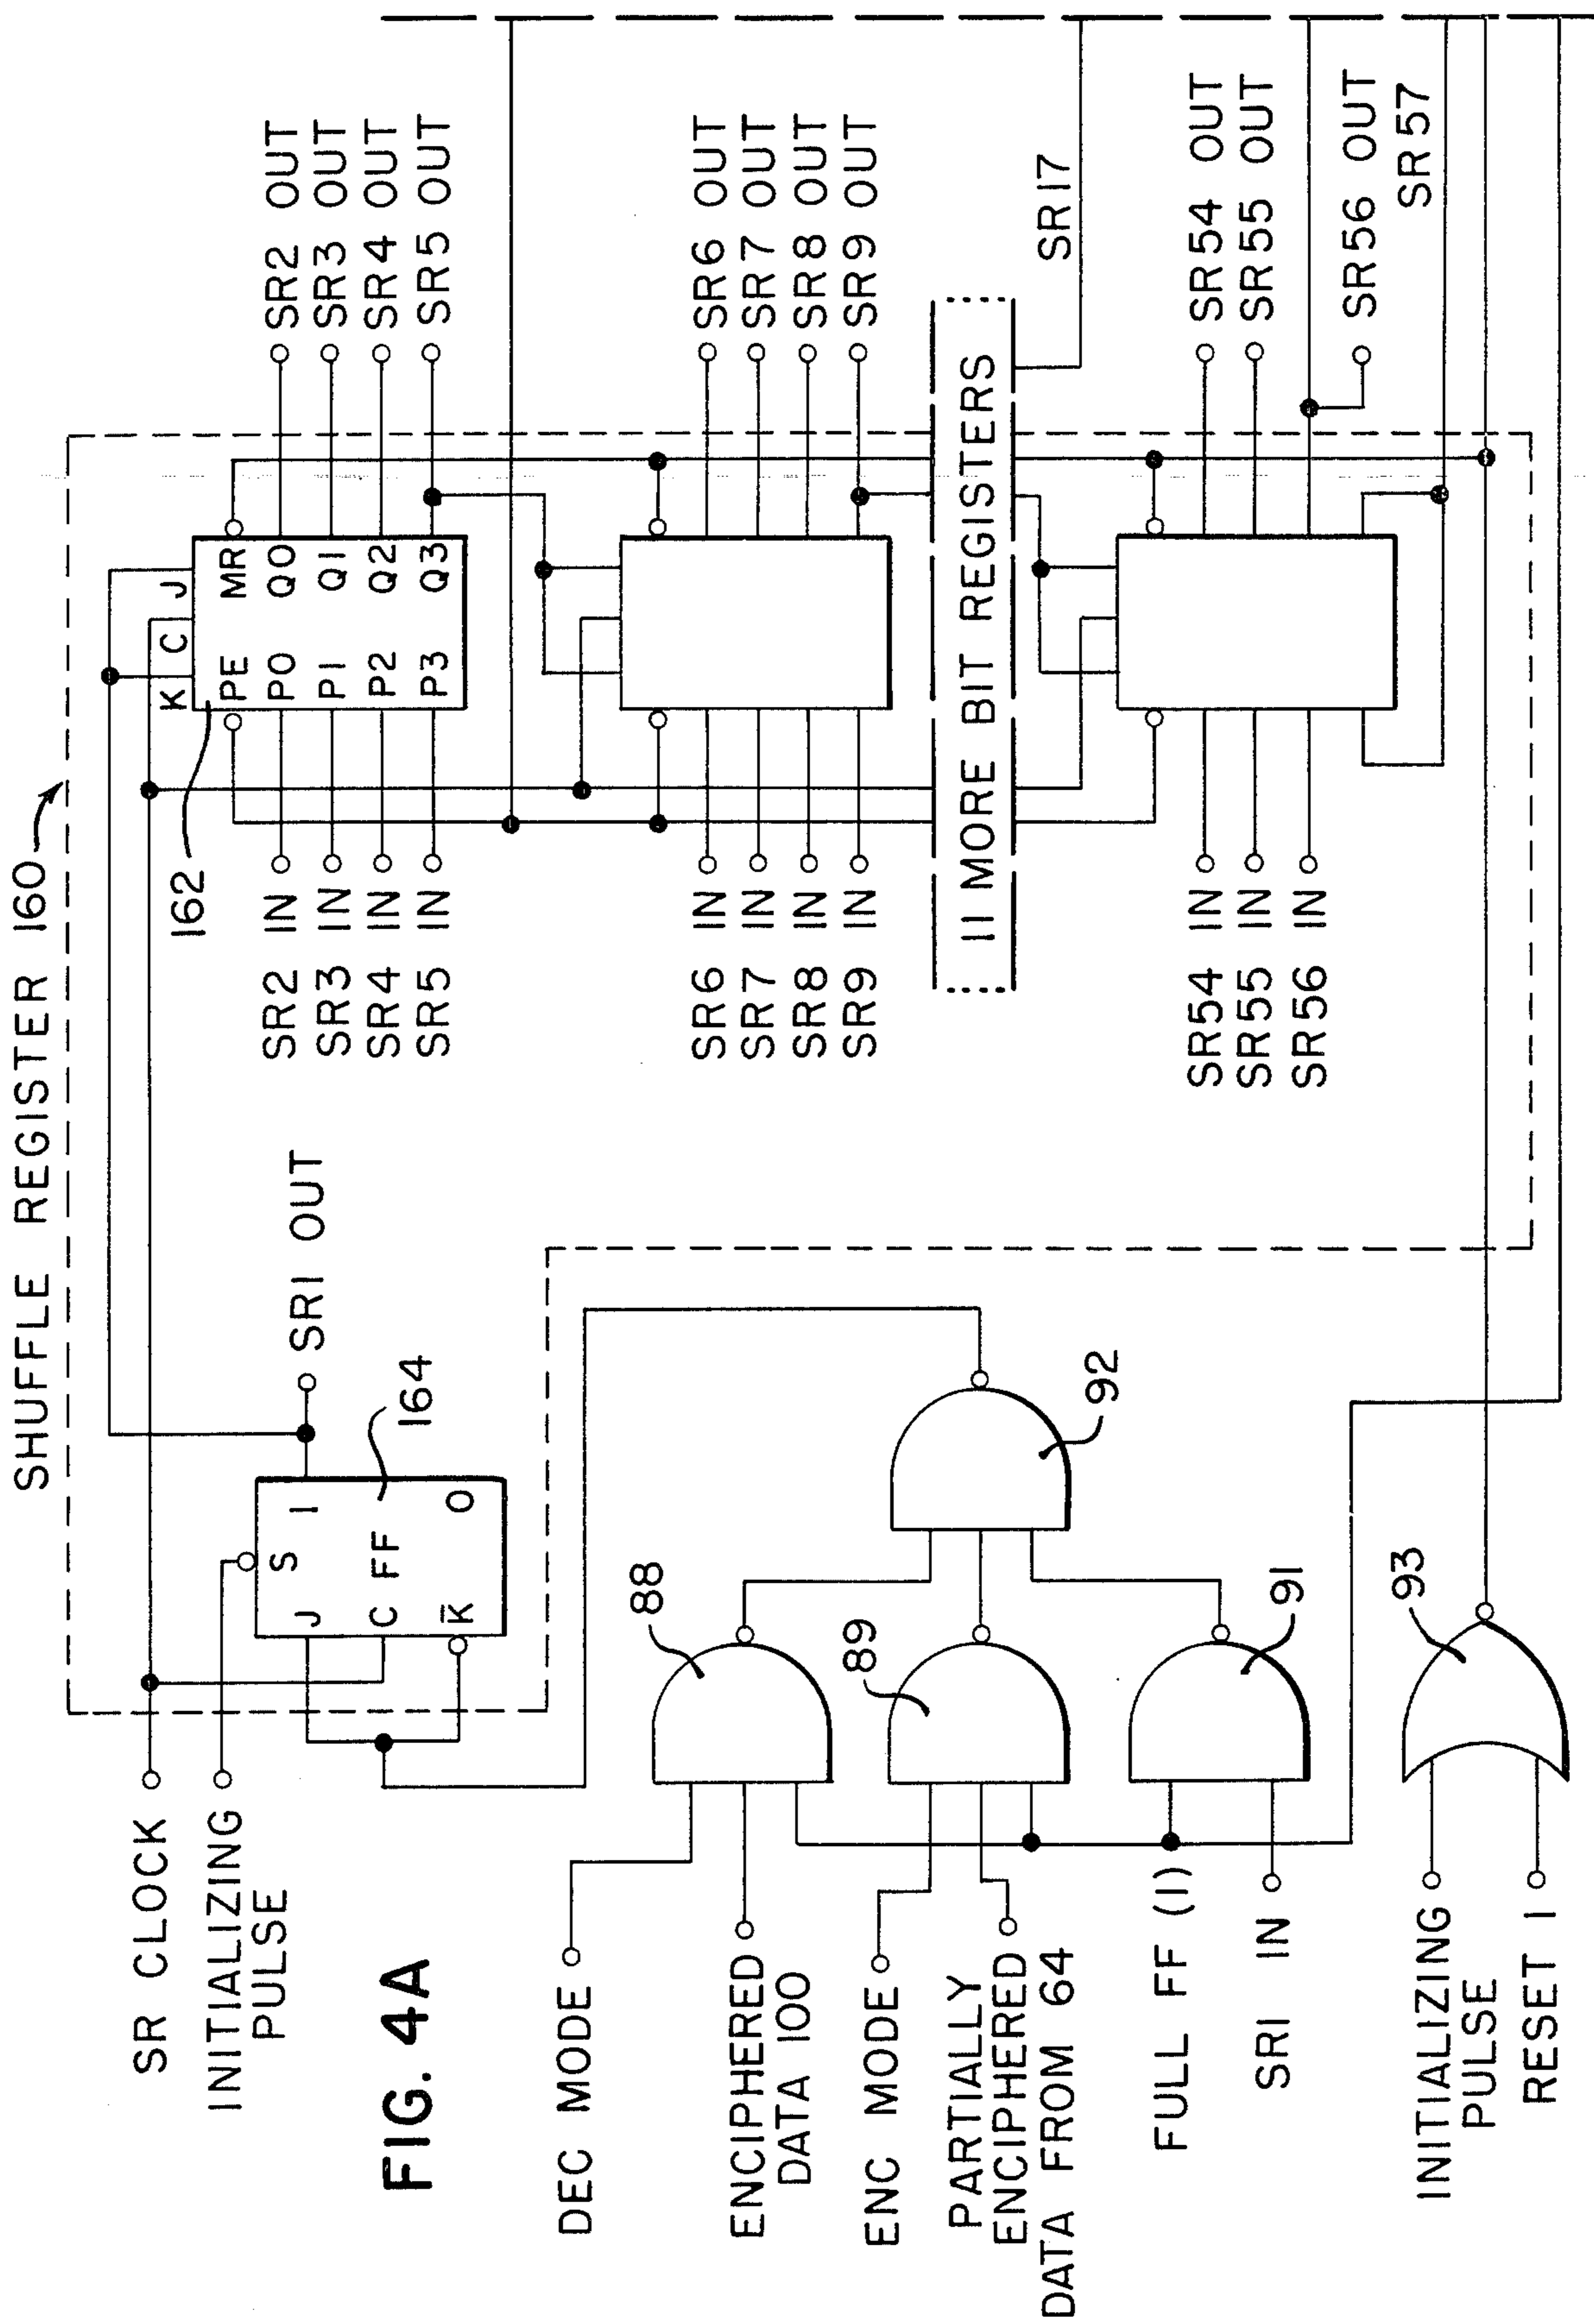 SHUFFLE REGISTER 160
SR CLOCK
INITIALIZING
PULSE
J
S
1
C
FF
K̅
0
164
SR1 OUT
162
K
C
J
PE
MR
P0
Q0
P1
Q1
P2
Q2
P3
Q3
SR2 IN
SR3 IN
SR4 IN
SR5 IN
SR2 OUT
SR3 OUT
SR4 OUT
SR5 OUT
SR6 IN
SR7 IN
SR8 IN
SR9 IN
SR6 OUT
SR7 OUT
SR8 OUT
SR9 OUT
11 MORE BIT REGISTERS
SR17
SR54 IN
SR55 IN
SR56 IN
SR54 OUT
SR55 OUT
SR56 OUT
SR57
FIG. 4A
DEC MODE
ENCIPHERED
DATA 100
88
ENC MODE
PARTIALLY
ENCIPHERED
DATA FROM 64
89
92
FULL FF (1)
SR1 IN
91
INITIALIZING
PULSE
RESET 1
93